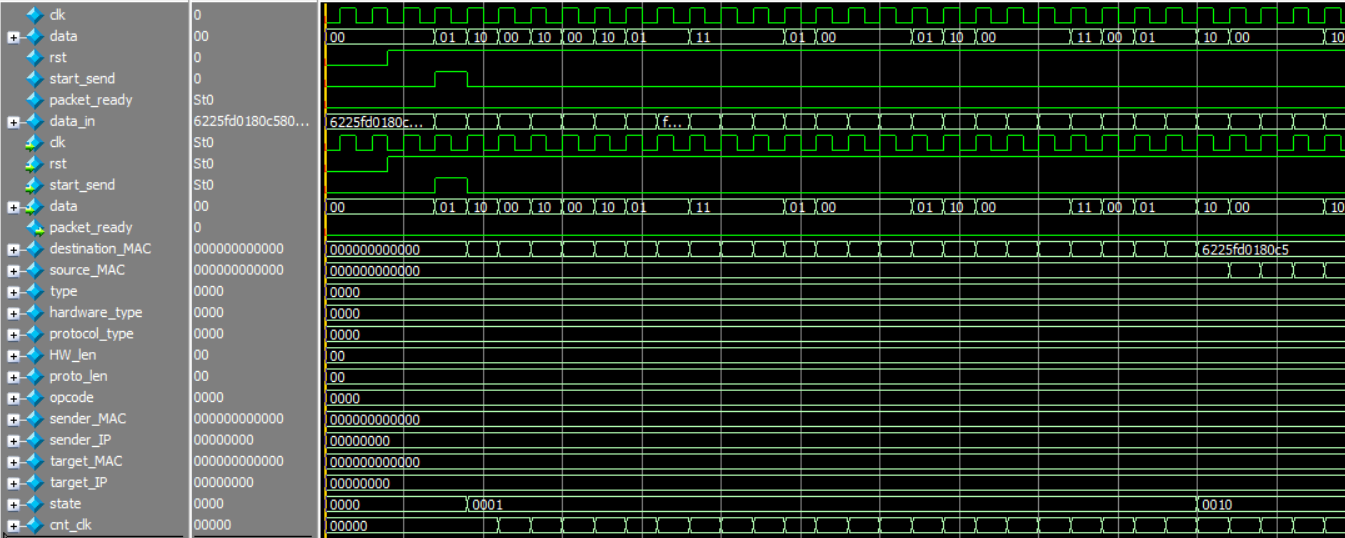 clk 0
data 00 00 01 10 00 10 00 10 01 11 01 00 01 10 00 11 00 01 10 00 10
rst 0
start_send 0
packet_ready St0
data_in 6225fd0180c580... 6225fd0180c... f...
clk St0
rst St0
start_send St0
data 00 00 01 10 00 10 00 10 01 11 01 00 01 10 00 11 00 01 10 00 10
packet_ready 0
destination_MAC 000000000000 000000000000 6225fd0180c5
source_MAC 000000000000 000000000000
type 0000 0000
hardware_type 0000 0000
protocol_type 0000 0000
HW_len 00 00
proto_len 00 00
opcode 0000 0000
sender_MAC 000000000000 000000000000
sender_IP 00000000 00000000
target_MAC 000000000000 000000000000
target_IP 00000000 00000000
state 0000 0000 0001 0010
cnt_clk 00000 00000